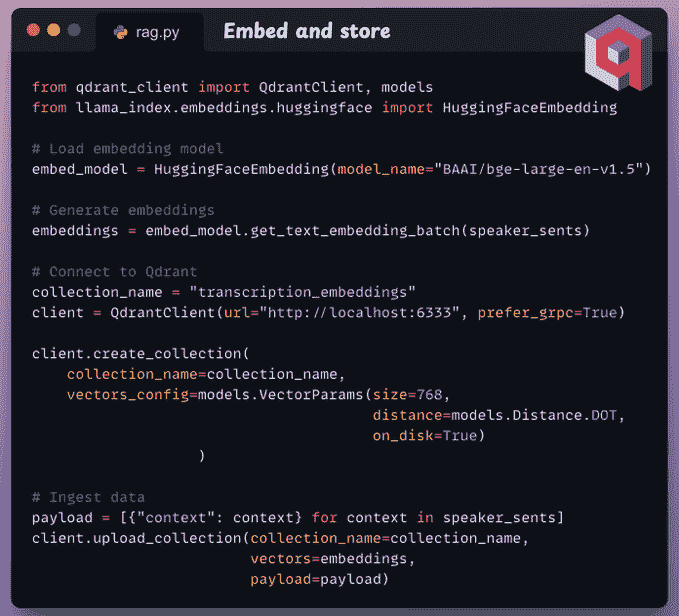 rag.py
Embed and store
from qdrant_client import QdrantClient, models
from llama_index.embeddings.huggingface import HuggingFaceEmbedding
# Load embedding model
embed_model = HuggingFaceEmbedding(model_name="BAAI/bge-large-en-v1.5")
# Generate embeddings
embeddings = embed_model.get_text_embedding_batch(speaker_sents)
# Connect to Qdrant
collection_name = "transcription_embeddings"
client = QdrantClient(url="http://localhost:6333", prefer_grpc=True)
client.create_collection(
    collection_name=collection_name,
    vectors_config=models.VectorParams(size=768,
                                       distance=models.Distance.DOT,
                                       on_disk=True)
                   )
# Ingest data
payload = [{"context": context} for context in speaker_sents]
client.upload_collection(collection_name=collection_name,
                         vectors=embeddings,
                         payload=payload)